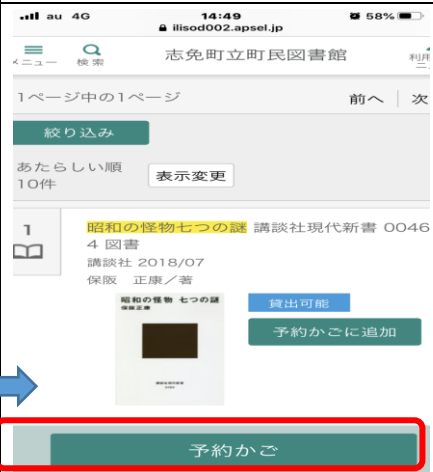 au 4G 14:49 58%
ilisod002.apsel.jp
メニュー 検索 志免町立町民図書館 利用
1ページ中の1ページ 前へ 次
絞り込み
あたらしい順
10件
表示変更
1
昭和の怪物七つの謎 講談社現代新書 0046
4 図書
講談社 2018/07
保阪 正康／著
昭和の怪物 七つの謎
保阪正康
貸出可能
予約かごに追加
予約かご